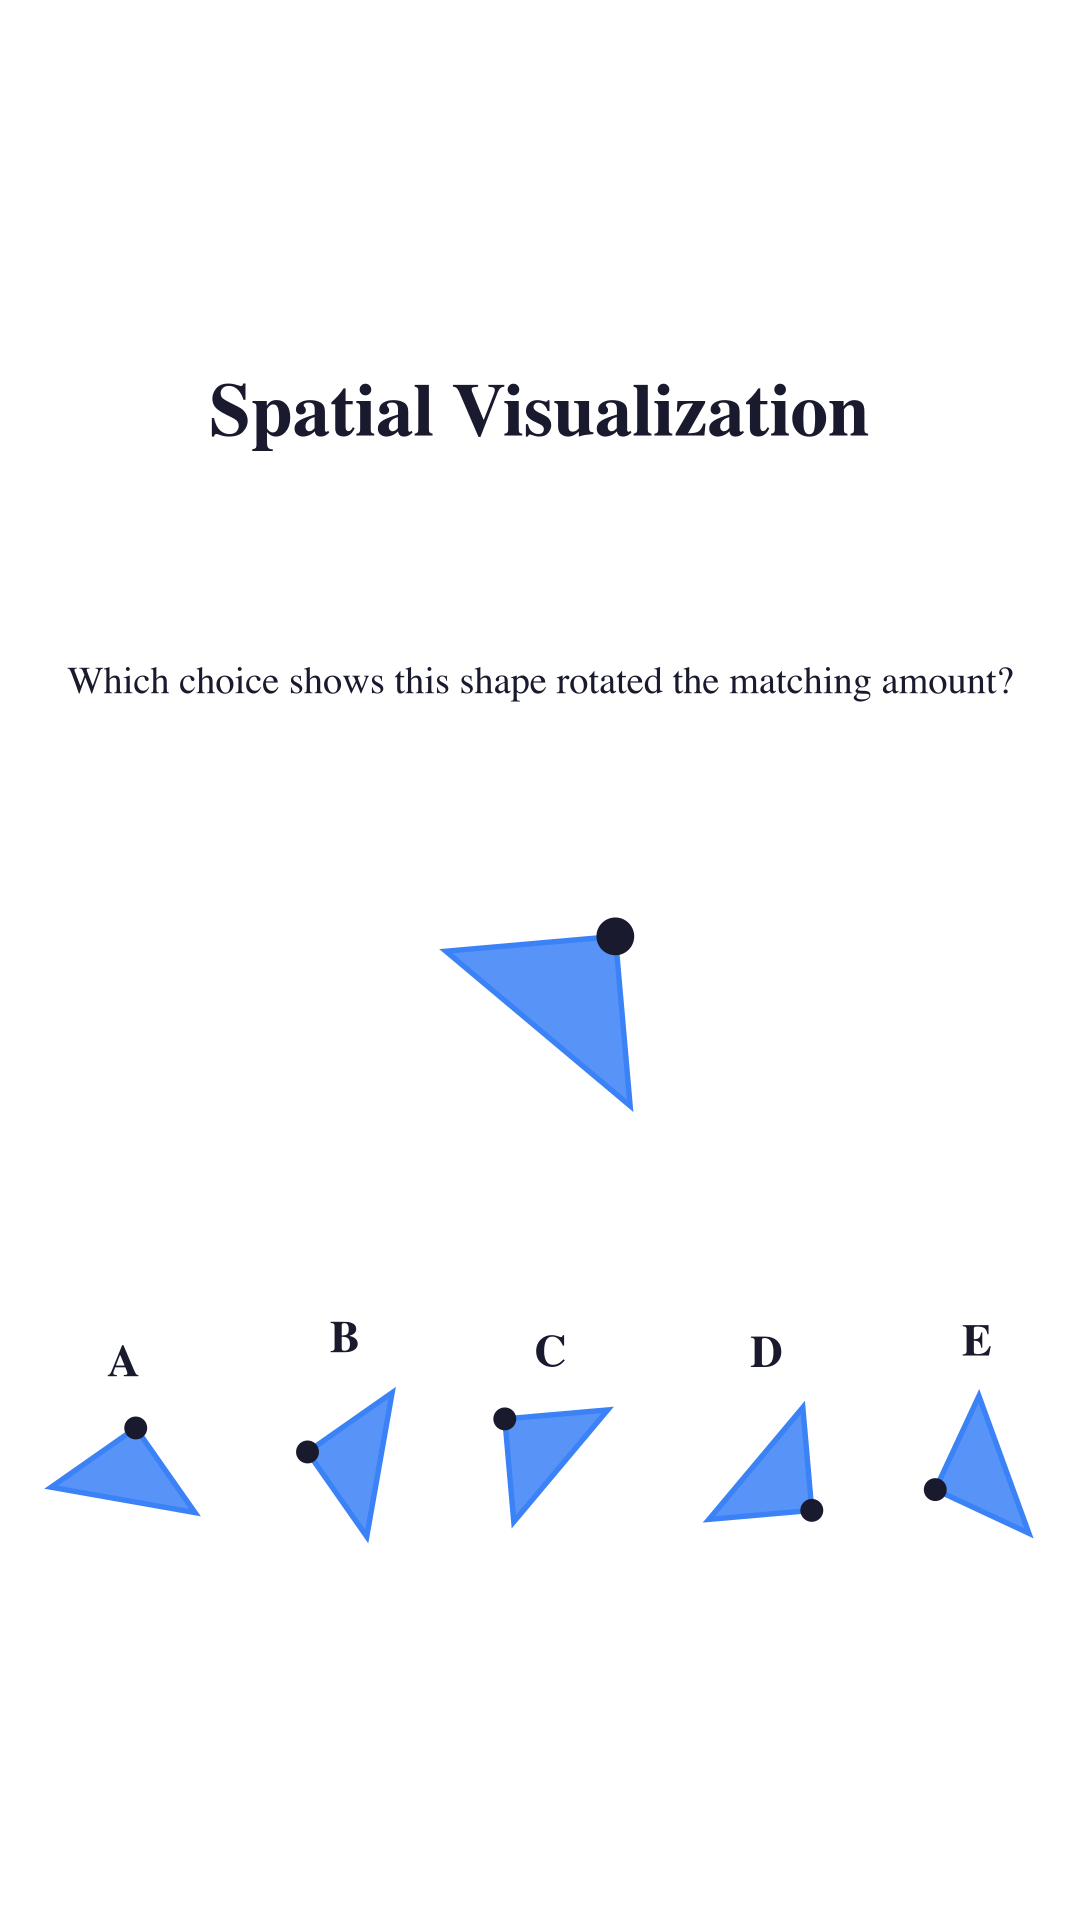 Spatial Visualization
Which choice shows this shape rotated the matching amount?
A
B
C
D
E